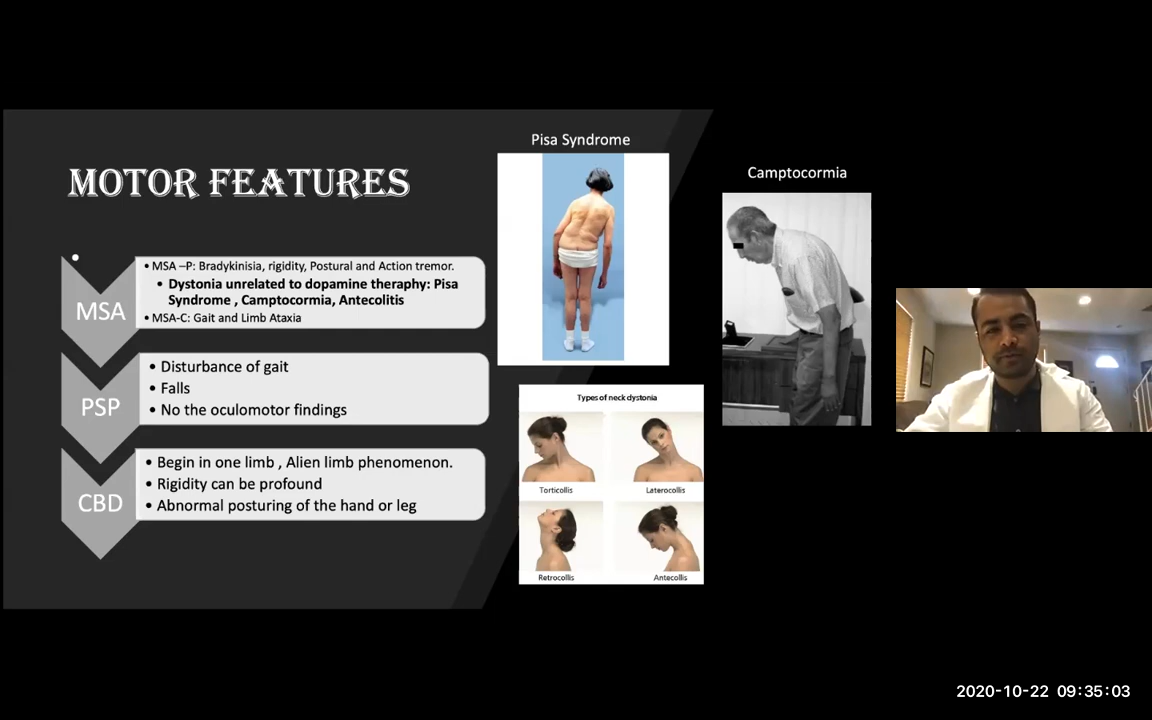 MOTOR FEATURES
MSA
• MSA –P: Bradykinisia, rigidity, Postural and Action tremor.
• Dystonia unrelated to dopamine theraphy: Pisa
Syndrome , Camptocormia, Antecolitis
• MSA-C: Gait and Limb Ataxia
PSP
• Disturbance of gait
• Falls
• No the oculomotor findings
CBD
• Begin in one limb , Alien limb phenomenon.
• Rigidity can be profound
• Abnormal posturing of the hand or leg
Pisa Syndrome
Camptocormia
Types of neck dystonia
Torticollis
Laterocollis
Retrocollis
Antecollis
2020-10-22 09:35:03